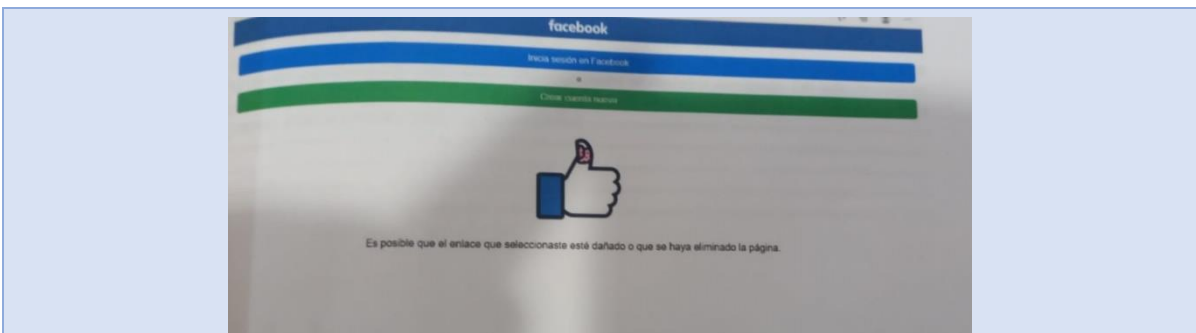 facebook
Inicia sesión en Facebook
o
Crear cuenta nueva
Es posible que el enlace que seleccionaste esté dañado o que se haya eliminado la página.